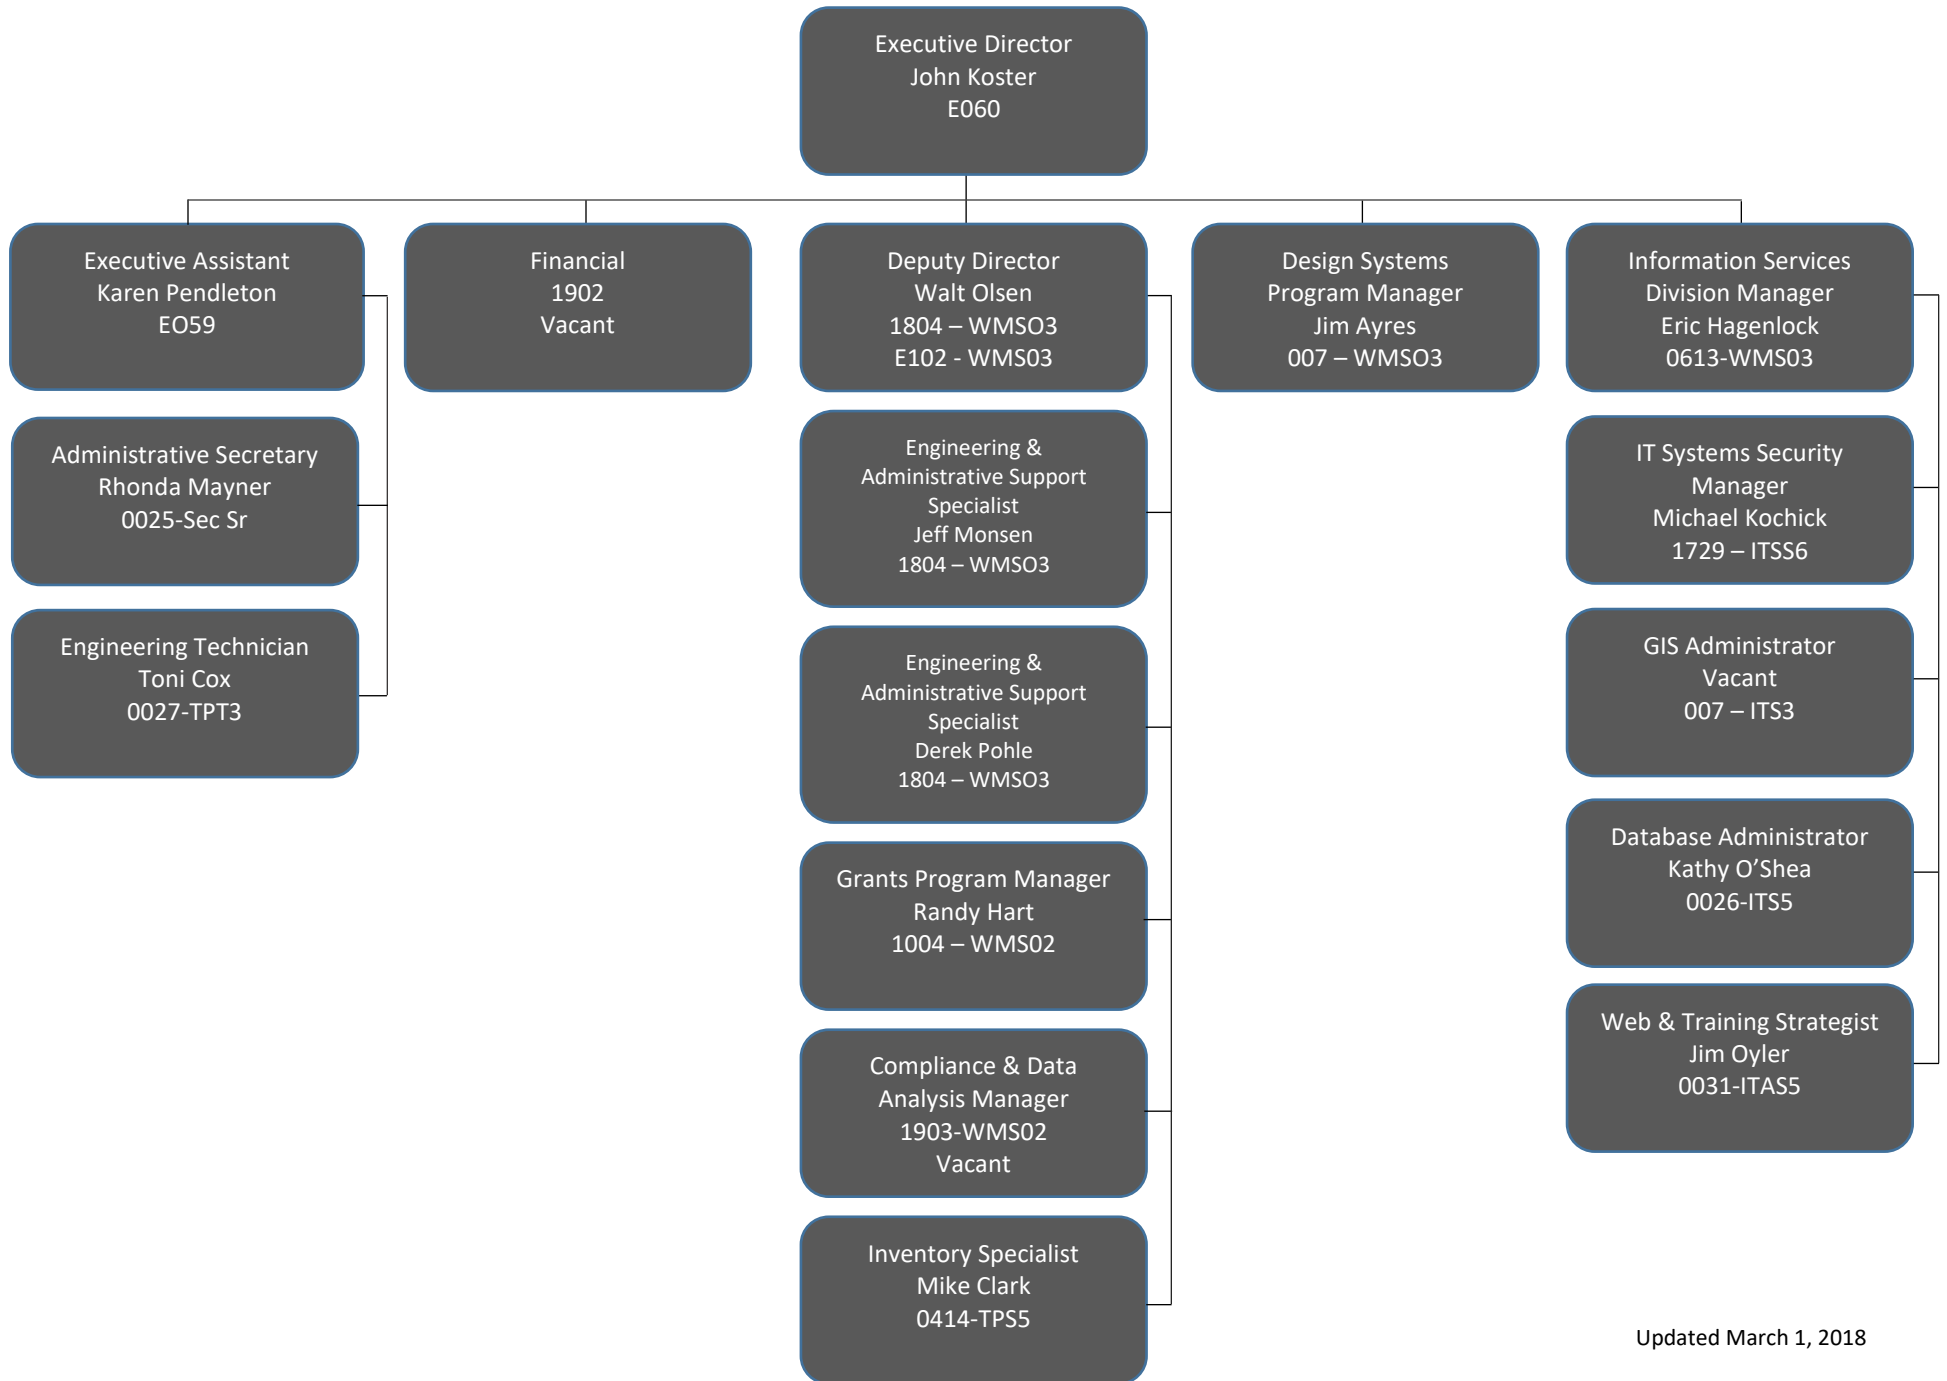 Executive Director
John Koster
E060
Executive Assistant
Karen Pendleton
EO59
Financial
1902
Vacant
Deputy Director
Walt Olsen
1804 – WMSO3
E102 - WMS03
Design Systems
Program Manager
Jim Ayres
007 – WMSO3
Information Services
Division Manager
Eric Hagenlock
0613-WMS03
Administrative Secretary
Rhonda Mayner
0025-Sec Sr
Engineering Technician
Toni Cox
0027-TPT3
Engineering &
Administrative Support
Specialist
Jeff Monsen
1804 – WMSO3
Engineering &
Administrative Support
Specialist
Derek Pohle
1804 – WMSO3
Grants Program Manager
Randy Hart
1004 – WMS02
Compliance & Data
Analysis Manager
1903-WMS02
Vacant
Inventory Specialist
Mike Clark
0414-TPS5
IT Systems Security
Manager
Michael Kochick
1729 – ITSS6
GIS Administrator
Vacant
007 – ITS3
Database Administrator
Kathy O’Shea
0026-ITS5
Web & Training Strategist
Jim Oyler
0031-ITAS5
Updated March 1, 2018